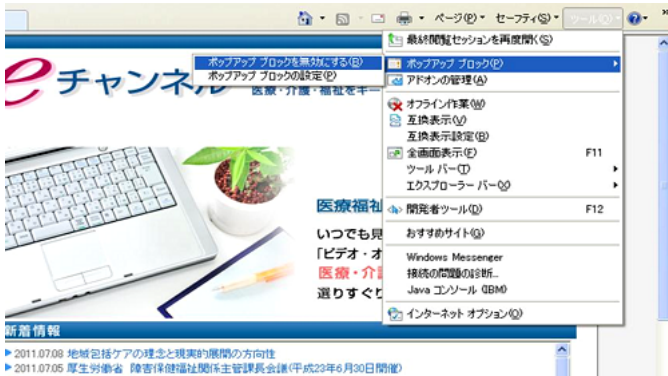 ページ(P) セーフティ(S) ツール(O)
最終閲覧セッションを再度開く(S)
ポップアップ ブロックを無効にする(B) ポップアップ ブロック(P)
ポップアップ ブロックの設定(P) アドオンの管理(A)
eチャンネル
医療・介護・福祉をキー
オフライン作業(W)
互換表示(V)
互換表示設定(B)
全画面表示(F) F11
ツール バー(T)
エクスプローラー バー(X)
医療福祉
開発者ツール(D) F12
いつでも見
おすすめサイト(G)
「ビデオ・オ
Windows Messenger
医療・介
接続の問題の診断...
選りすぐり
Java コンソール (IBM)
インターネット オプション(O)
新着情報
2011.07.08 地域包括ケアの理念と現実的展開の方向性
2011.07.05 厚生労働省 障害保健福祉関係主管課長会議(平成23年6月30日開催)